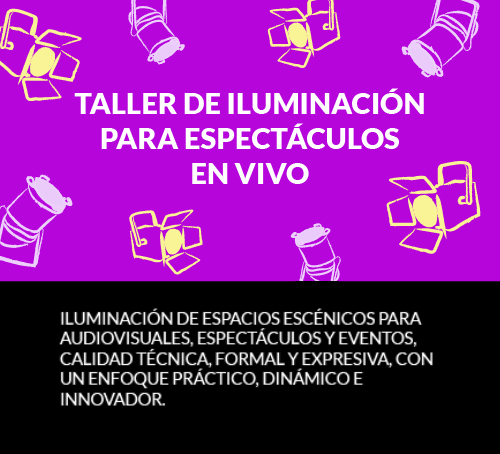 TALLER DE ILUMINACIÓN
PARA ESPECTÁCULOS
EN VIVO
ILUMINACIÓN DE ESPACIOS ESCÉNICOS PARA
AUDIOVISUALES, ESPECTÁCULOS Y EVENTOS,
CALIDAD TÉCNICA, FORMAL Y EXPRESIVA, CON
UN ENFOQUE PRÁCTICO, DINÁMICO E
INNOVADOR.